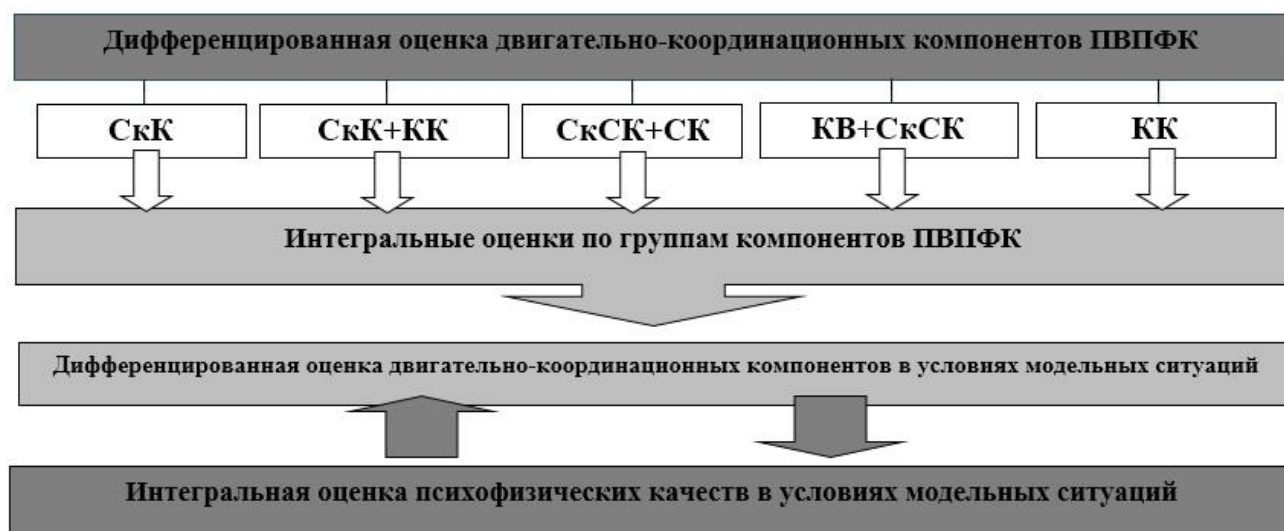 Дифференцированная оценка двигательно-координационных компонентов ПВПФК
СкК
СкК+КК
СкСК+СК
КВ+СкСК
КК
Интегральные оценки по группам компонентов ПВПФК
Дифференцированная оценка двигательно-координационных компонентов в условиях модельных ситуаций
Интегральная оценка психофизических качеств в условиях модельных ситуаций